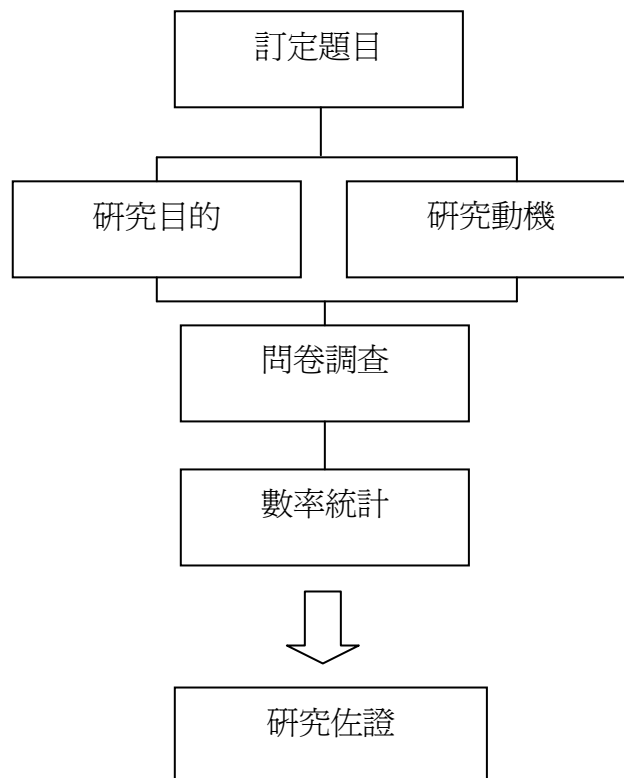 訂定題目
研究目的
研究動機
問卷調查
數率統計
研究佐證